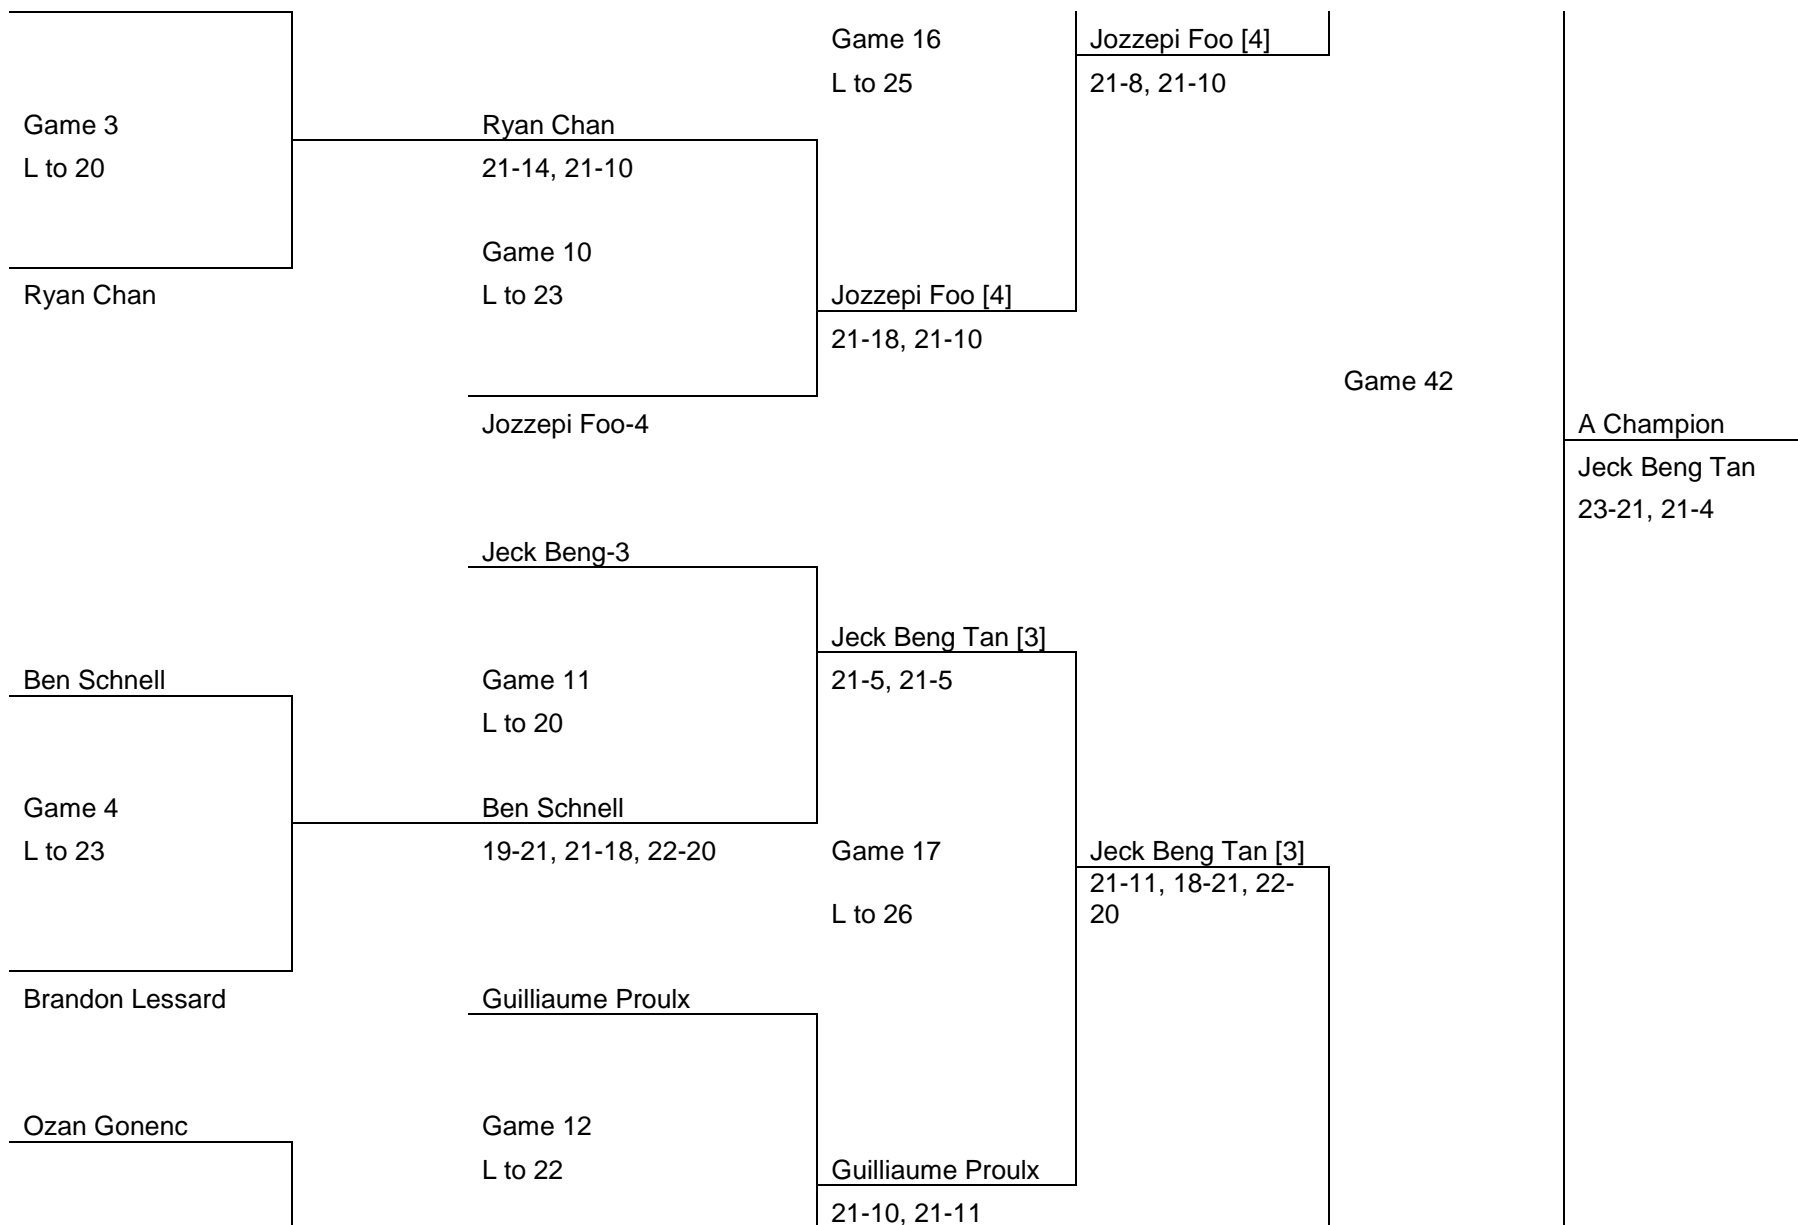 Game 16
Jozzepi Foo [4]
L to 25
21-8, 21-10
Game 3
Ryan Chan
L to 20
21-14, 21-10
Game 10
Ryan Chan
L to 23
Jozzepi Foo [4]
21-18, 21-10
Game 42
Jozzepi Foo-4
A Champion
Jeck Beng Tan
23-21, 21-4
Jeck Beng-3
Jeck Beng Tan [3]
Ben Schnell
Game 11
21-5, 21-5
L to 20
Game 4
Ben Schnell
L to 23
19-21, 21-18, 22-20
Game 17
Jeck Beng Tan [3]
21-11, 18-21, 22-
20
L to 26
Brandon Lessard
Guilliaume Proulx
Ozan Gonenc
Game 12
L to 22
Guilliaume Proulx
21-10, 21-11